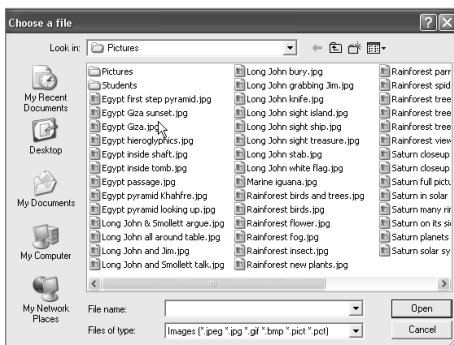 Choose a file
Look in:
Pictures
My Recent
Documents
Desktop
My Documents
My Computer
My Network
Places
Pictures
Students
Egypt first step pyramid.jpg
Egypt Giza sunset.jpg
Egypt Giza.jpg
Egypt hieroglyphics.jpg
Egypt inside shaft.jpg
Egypt inside tomb.jpg
Egypt passage.jpg
Egypt pyramid Khahfre.jpg
Egypt pyramid looking up.jpg
Long John & Smollett argue.jpg
Long John all around table.jpg
Long John and Jim.jpg
Long John and Smollett talk.jpg
Long John bury.jpg
Long John grabbing Jim.jpg
Long John knife.jpg
Long John sight island.jpg
Long John sight ship.jpg
Long John sight treasure.jpg
Long John stab.jpg
Long John white flag.jpg
Marine iguana.jpg
Rainforest birds and trees.jpg
Rainforest birds.jpg
Rainforest flower.jpg
Rainforest fog.jpg
Rainforest insect.jpg
Rainforest new plants.jpg
Rainforest parr
Rainforest spid
Rainforest tree
Rainforest tree
Rainforest tree
Rainforest view
Saturn closeup
Saturn closeup
Saturn full pictu
Saturn in solar
Saturn many rir
Saturn on its si
Saturn planets
Saturn solar sy
File name:
Open
Files of type:
Images (*.jpeg *.jpg *.gif *.bmp *.pict *.pct)
Cancel